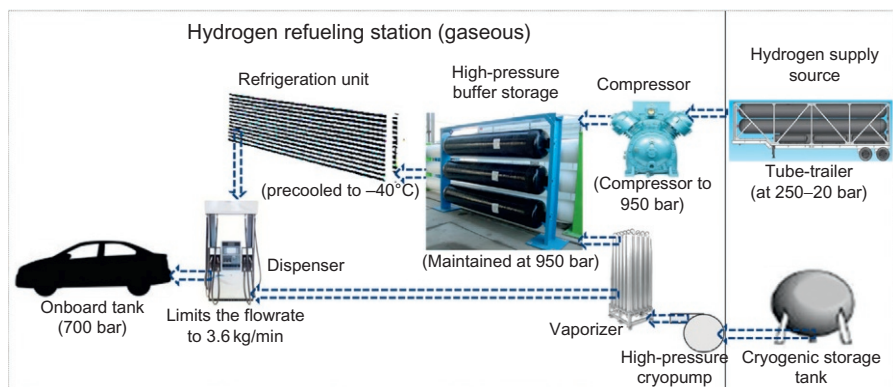 Hydrogen refueling station (gaseous)
Hydrogen supply
source
Refrigeration unit
High-pressure
buffer storage
Compressor
Tube-trailer
(at 250–20 bar)
(precooled to –40°C)
(Compressor to
950 bar)
(Maintained at 950 bar)
Dispenser
Onboard tank
(700 bar)
Limits the flowrate
to 3.6 kg/min
Vaporizer
High-pressure
cryopump
Cryogenic storage
tank